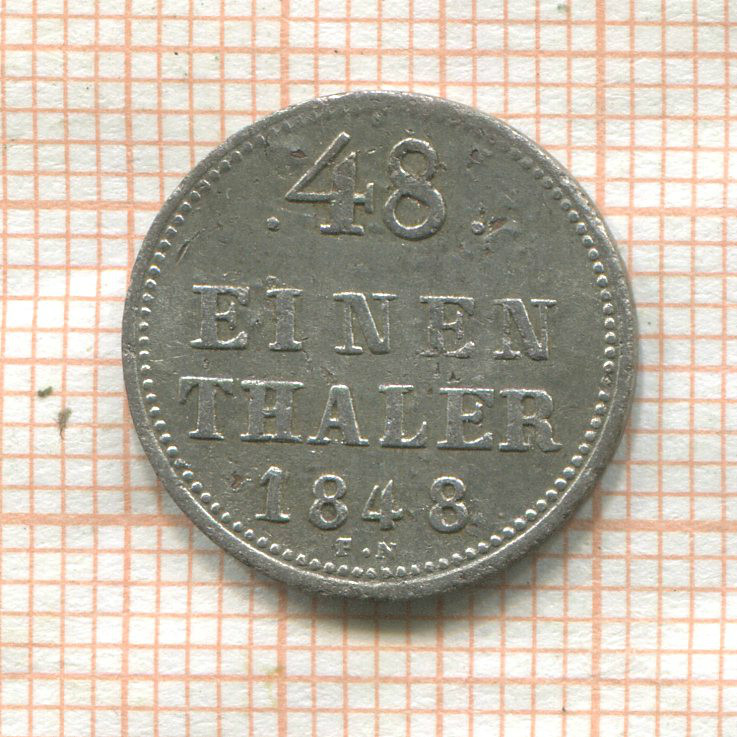 . 48 .
EINEN
THALER
1848
T.N